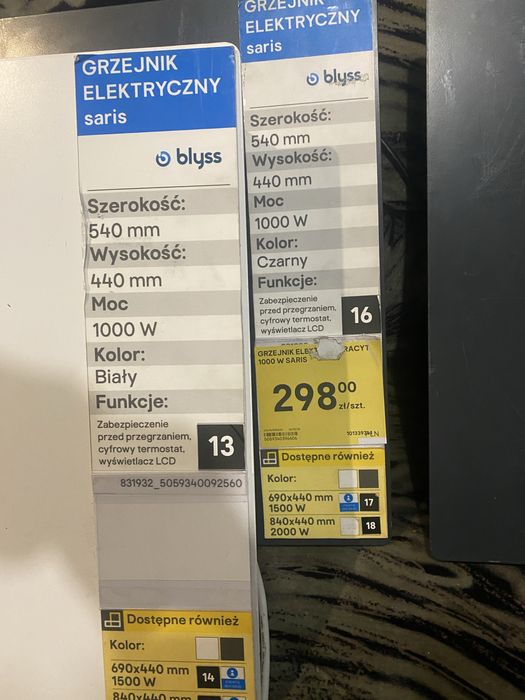 GRZEJNIK
ELEKTRYCZNY
saris
blyss
Szerokość:
540 mm
Wysokość:
440 mm
Moc
1000 W
Kolor:
Biały
Funkcje:
Zabezpieczenie
przed przegrzaniem,
cyfrowy termostat,
wyświetlacz LCD
13
831932_5059340092560
Dostępne również
Kolor:
690x440 mm
1500 W
14
840x440 mm
GRZEJNIK
ELEKTRYCZNY
saris
blyss
Szerokość:
540 mm
Wysokość:
440 mm
Moc
1000 W
Kolor:
Czarny
Funkcje:
Zabezpieczenie
przed przegrzaniem,
cyfrowy termostat,
wyświetlacz LCD
16
GRZEJNIK
1000 W SARIS
298,00
zł/szt.
Dostępne również
Kolor:
690x440 mm
1500 W
17
840x440 mm
2000 W
18